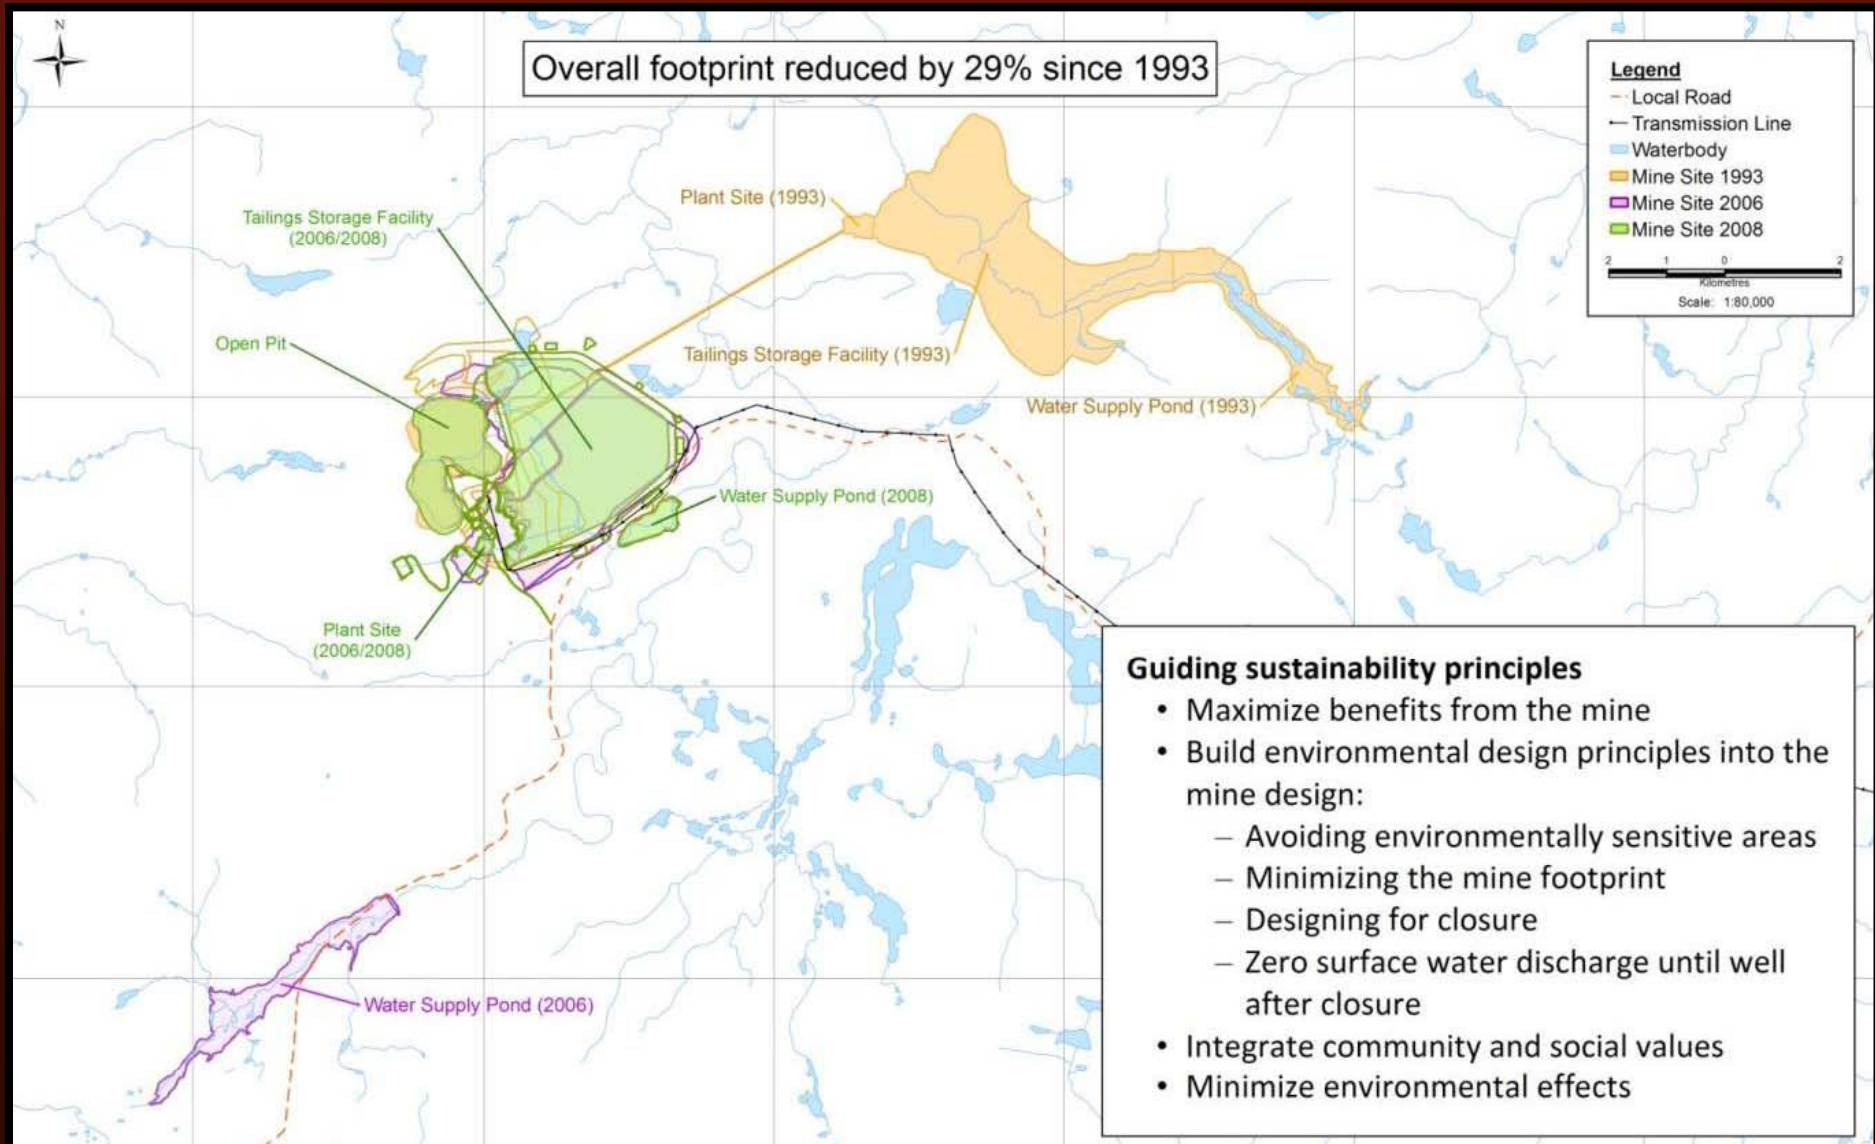 N
Overall footprint reduced by 29% since 1993
Legend
Local Road
Transmission Line
Waterbody
Mine Site 1993
Mine Site 2006
Mine Site 2008
2 1 0 2
Kilometres
Scale: 1:80,000
Plant Site (1993)
Tailings Storage Facility
(2006/2008)
Open Pit
Tailings Storage Facility (1993)
Water Supply Pond (1993)
Water Supply Pond (2008)
Plant Site
(2006/2008)
Water Supply Pond (2006)
Guiding sustainability principles
• Maximize benefits from the mine
• Build environmental design principles into the
mine design:
– Avoiding environmentally sensitive areas
– Minimizing the mine footprint
– Designing for closure
– Zero surface water discharge until well
after closure
• Integrate community and social values
• Minimize environmental effects